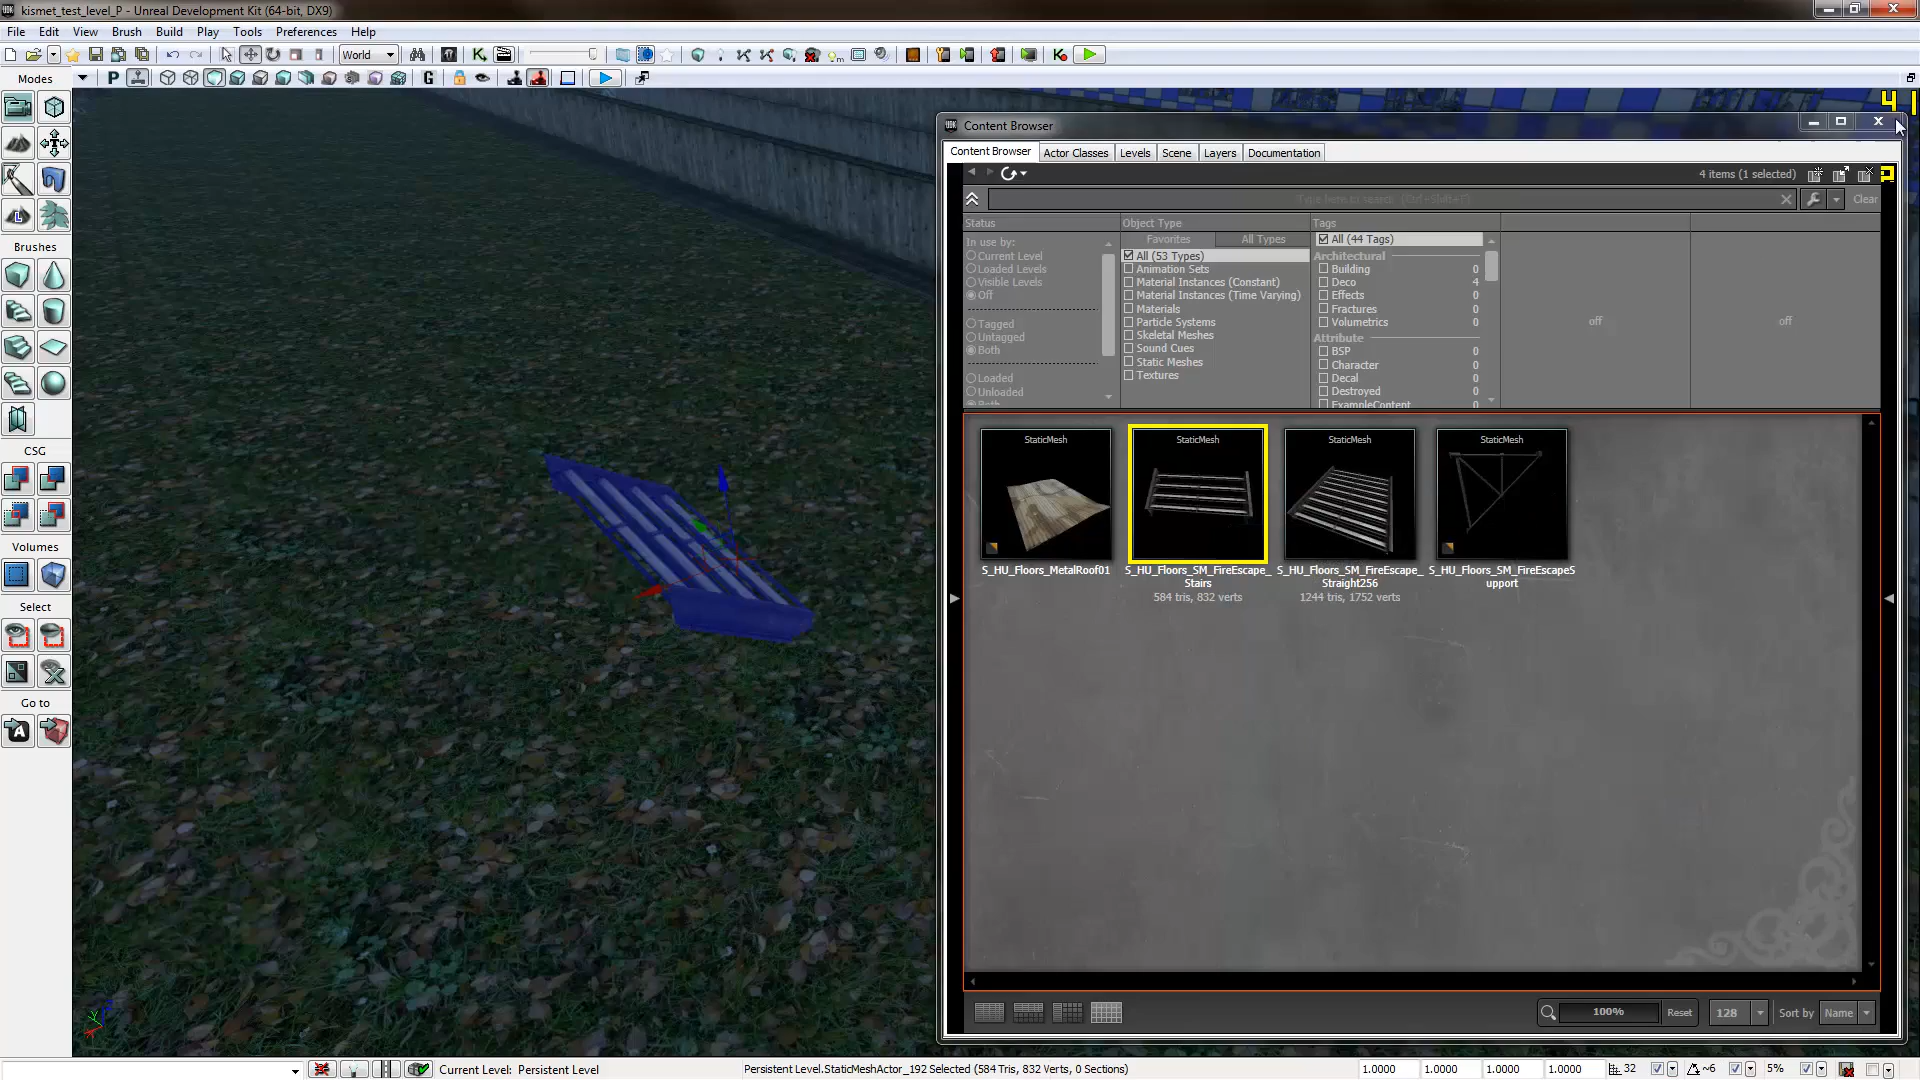 kismet_test_level_P - Unreal Development Kit (64-bit, DX9)
File Edit View Brush Build Play Tools Preferences Help
World
Modes
P
G
Brushes
CSG
Volumes
Select
Go to
Content Browser
Content Browser Actor Classes Levels Scene Layers Documentation
4 items (1 selected)
Type here to search (Ctrl+Shift+F)
Clear
Status
In use by:
Current Level
Loaded Levels
Visible Levels
Off
Tagged
Untagged
Both
Loaded
Unloaded
Both
Object Type
Favorites All Types
All (53 Types)
Animation Sets
Material Instances (Constant)
Material Instances (Time Varying)
Materials
Particle Systems
Skeletal Meshes
Sound Cues
Static Meshes
Textures
Tags
All (44 Tags)
Architectural
Building 0
Deco 4
Effects 0
Fractures 0
Volumetrics 0
Attribute
BSP 0
Character 0
Decal 0
Destroyed 0
ExampleContent 0
off
off
StaticMesh
S_HU_Floors_MetalRoof01
StaticMesh
S_HU_Floors_SM_FireEscape_
Stairs
584 tris, 832 verts
StaticMesh
S_HU_Floors_SM_FireEscape_
Straight256
1244 tris, 1752 verts
StaticMesh
S_HU_Floors_SM_FireEscapeS
upport
100% Reset 128 Sort by Name
Current Level: Persistent Level
Persistent Level.StaticMeshActor_192 Selected (584 Tris, 832 Verts, 0 Sections)
1.0000 1.0000 1.0000 1.0000 32 ~6 5%